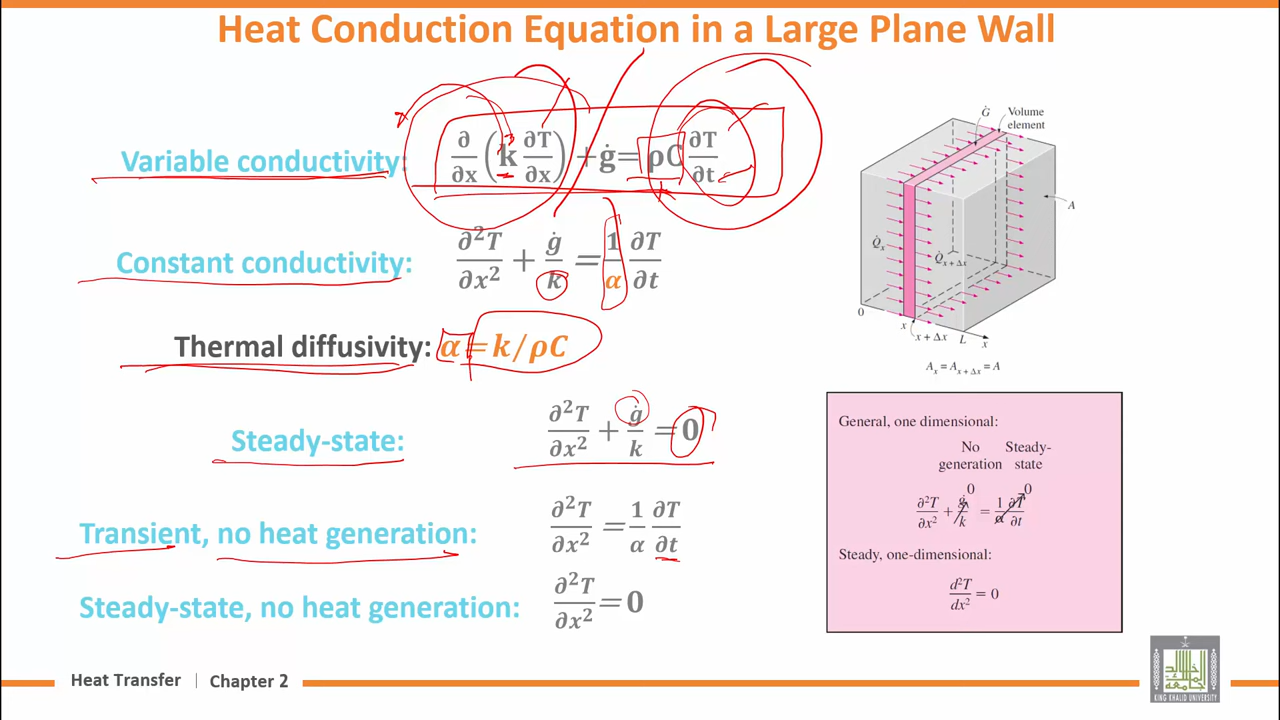 Heat Conduction Equation in a Large Plane Wall
Variable conductivity:
∂/∂x (k ∂T/∂x) + ġ = ρC ∂T/∂t
Constant conductivity:
∂²T/∂x² + ġ/k = 1/α ∂T/∂t
Thermal diffusivity: α = k/ρC
Steady-state:
∂²T/∂x² + ġ/k = 0
Transient, no heat generation:
∂²T/∂x² = 1/α ∂T/∂t
Steady-state, no heat generation:
∂²T/∂x² = 0
Ġ
Volume
element
A
Q̇x
Q̇x + Δx
0
x
x + Δx
L
x
Ax = Ax + Δx = A
General, one dimensional:
No Steady-
generation state
0 0
∂²T/∂x² + ġ/k = 1/α ∂T/∂t
Steady, one-dimensional:
d²T/dx² = 0
Heat Transfer | Chapter 2
KING KHALID UNIVERSITY